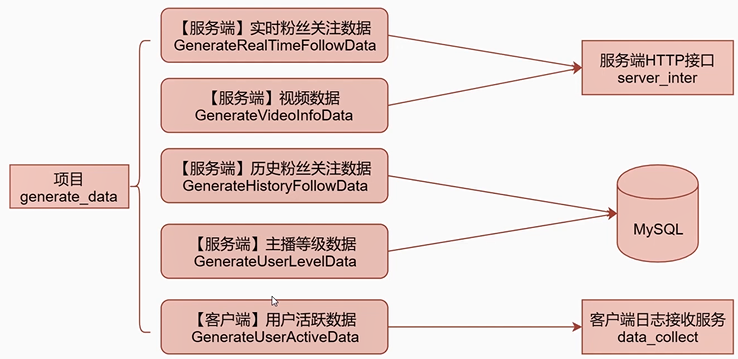 【服务端】实时粉丝关注数据
GenerateRealTimeFollowData
服务端HTTP接口
server_inter
【服务端】视频数据
GenerateVideoInfoData
项目
generate_data
【服务端】历史粉丝关注数据
GenerateHistoryFollowData
MySQL
【服务端】主播等级数据
GenerateUserLevelData
【客户端】用户活跃数据
GenerateUserActiveData
客户端日志接收服务
data_collect